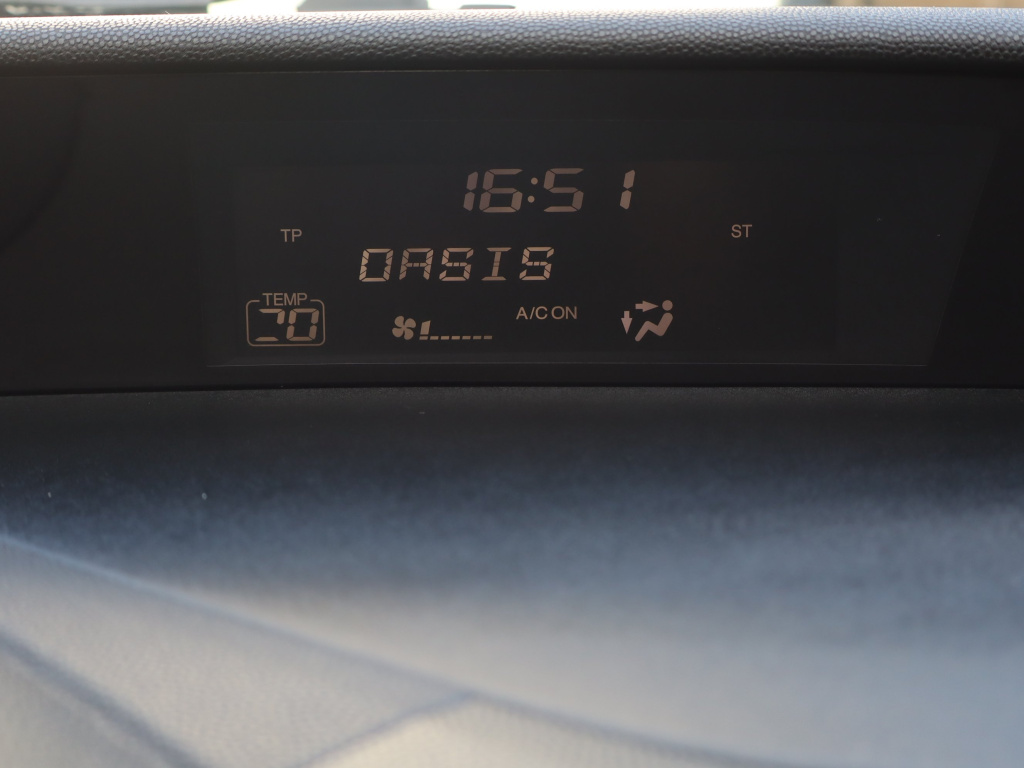 16:51
TP
ST
OASIS
TEMP
20
A/C ON